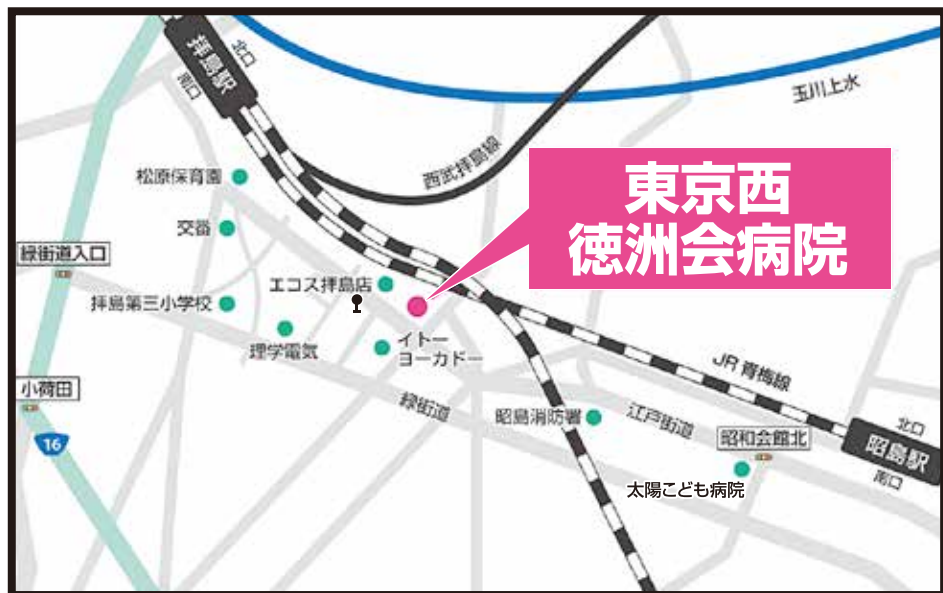 北口
拝島駅
南口
玉川上水
西武拝島線
東京西
徳洲会病院
松原保育園
交番
緑街道入口
エコス拝島店
拝島第三小学校
理学電気
イトー
ヨーカドー
JR 青梅線
小荷田
緑街道
16
昭島消防署
江戸街道
昭和会館北
北口
昭島駅
南口
太陽こども病院